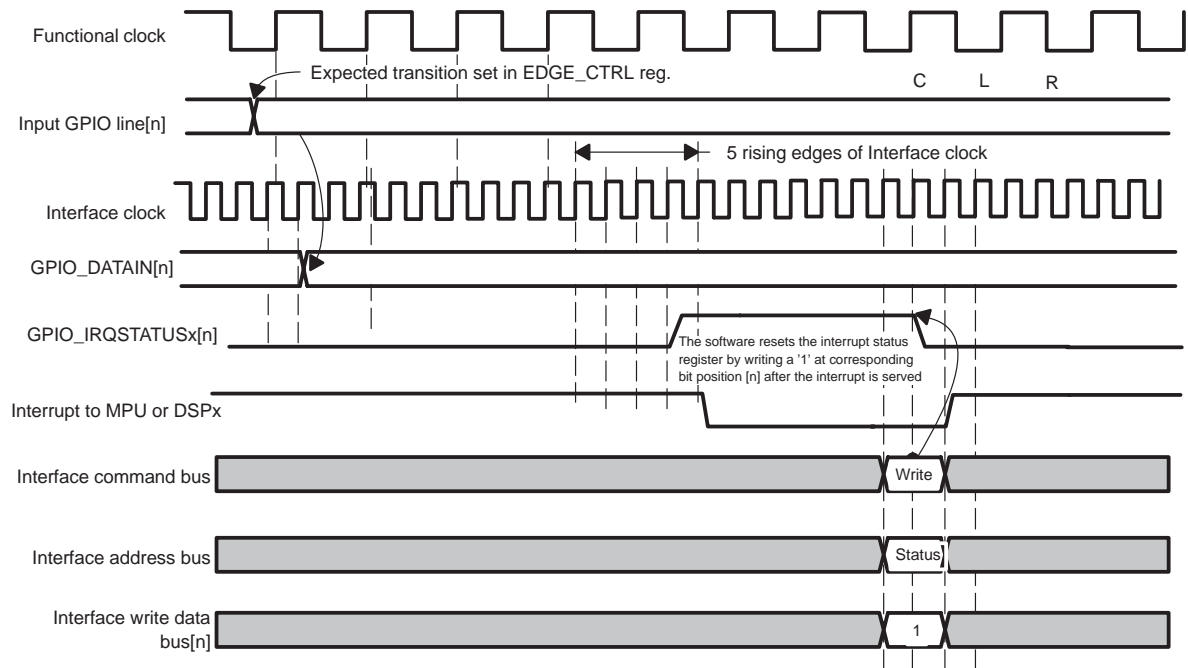 Functional clock
Expected transition set in EDGE_CTRL reg.
C L R
Input GPIO line[n]
5 rising edges of Interface clock
Interface clock
GPIO_DATAIN[n]
GPIO_IRQSTATUSx[n]
The software resets the interrupt status
register by writing a '1' at corresponding
bit position [n] after the interrupt is served
Interrupt to MPU or DSPx
Interface command bus
Write
Interface address bus
Status
Interface write data
bus[n]
1